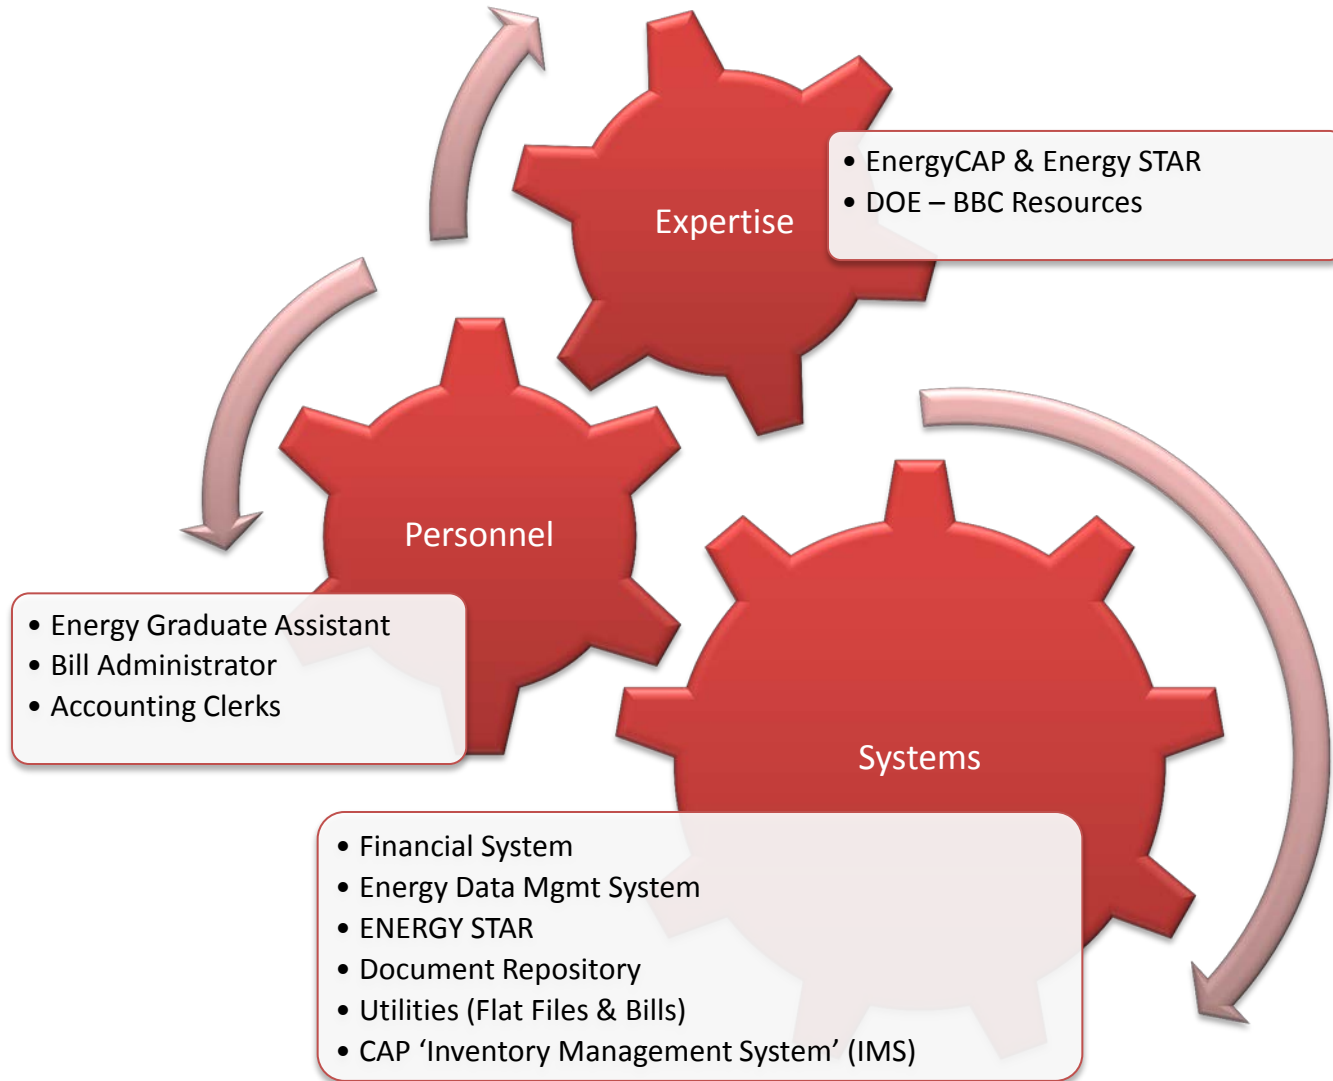 Expertise
• EnergyCAP & Energy STAR
• DOE – BBC Resources
Personnel
• Energy Graduate Assistant
• Bill Administrator
• Accounting Clerks
Systems
• Financial System
• Energy Data Mgmt System
• ENERGY STAR
• Document Repository
• Utilities (Flat Files & Bills)
• CAP ‘Inventory Management System’ (IMS)